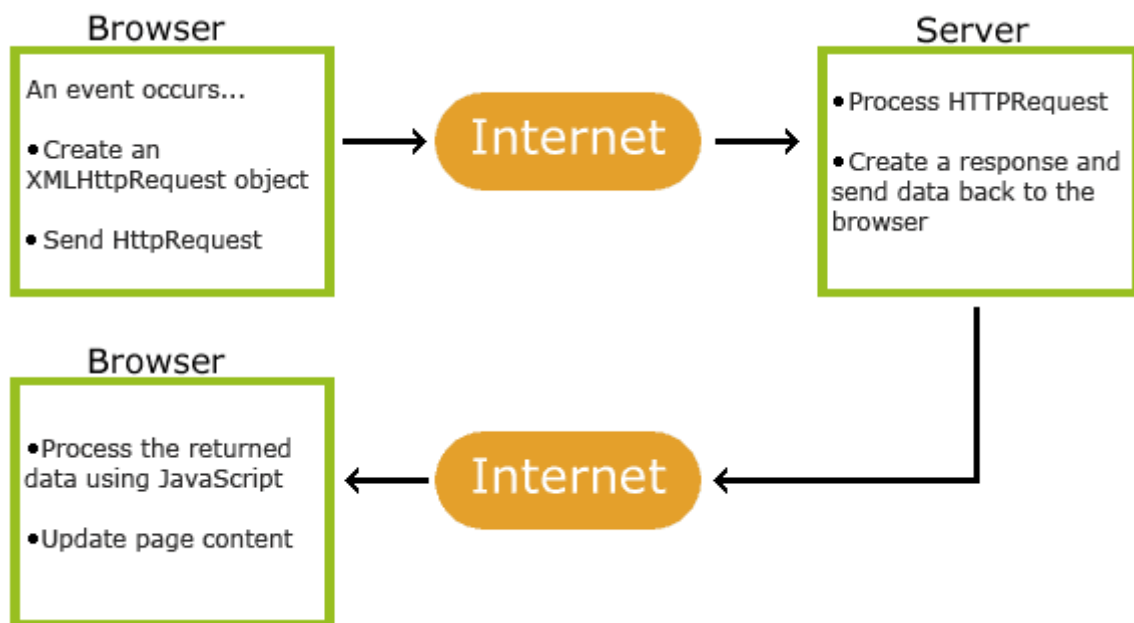 Browser
An event occurs...
•Create an
XMLHttpRequest object
• Send HttpRequest
Internet
Server
•Process HTTPRequest
•Create a response and
send data back to the
browser
Browser
•Process the returned
data using JavaScript
•Update page content
Internet